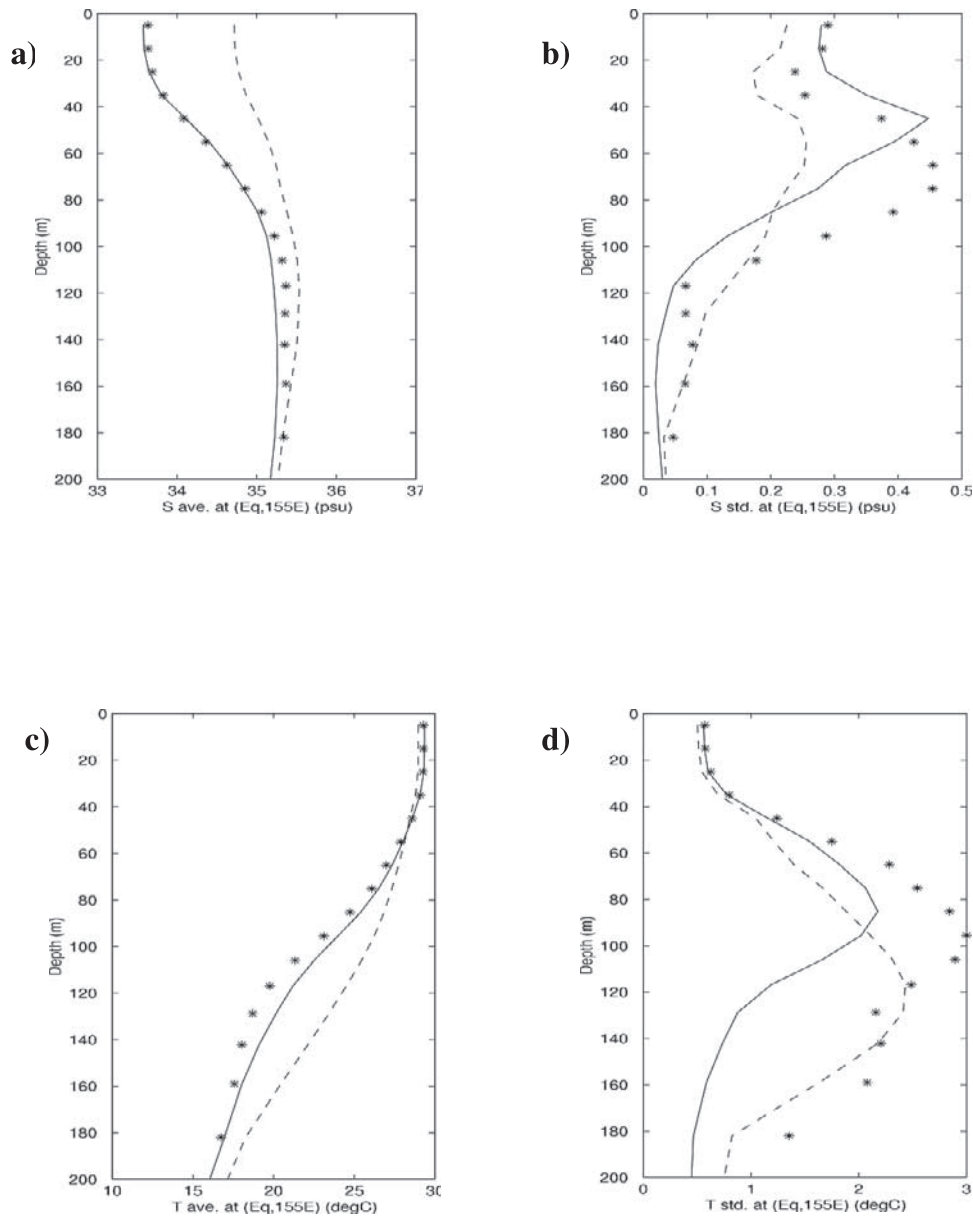 a)
0
20
40
60
80
100
120
140
160
180
200
Depth (m)
33 34 35 36 37
S ave. at (Eq,155E) (psu)
b)
0
20
40
60
80
100
120
140
160
180
200
Depth (m)
0 0.1 0.2 0.3 0.4 0.5
S std. at (Eq,155E) (psu)
c)
0
20
40
60
80
100
120
140
160
180
200
Depth (m)
10 15 20 25 30
T ave. at (Eq,155E) (degC)
d)
0
20
40
60
80
100
120
140
160
180
200
Depth (m)
0 1 2 3
T std. at (Eq,155E) (degC)